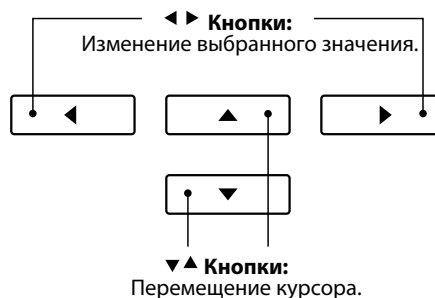 ◀ ▶ Кнопки:
Изменение выбранного значения.
▼▲ Кнопки:
Перемещение курсора.